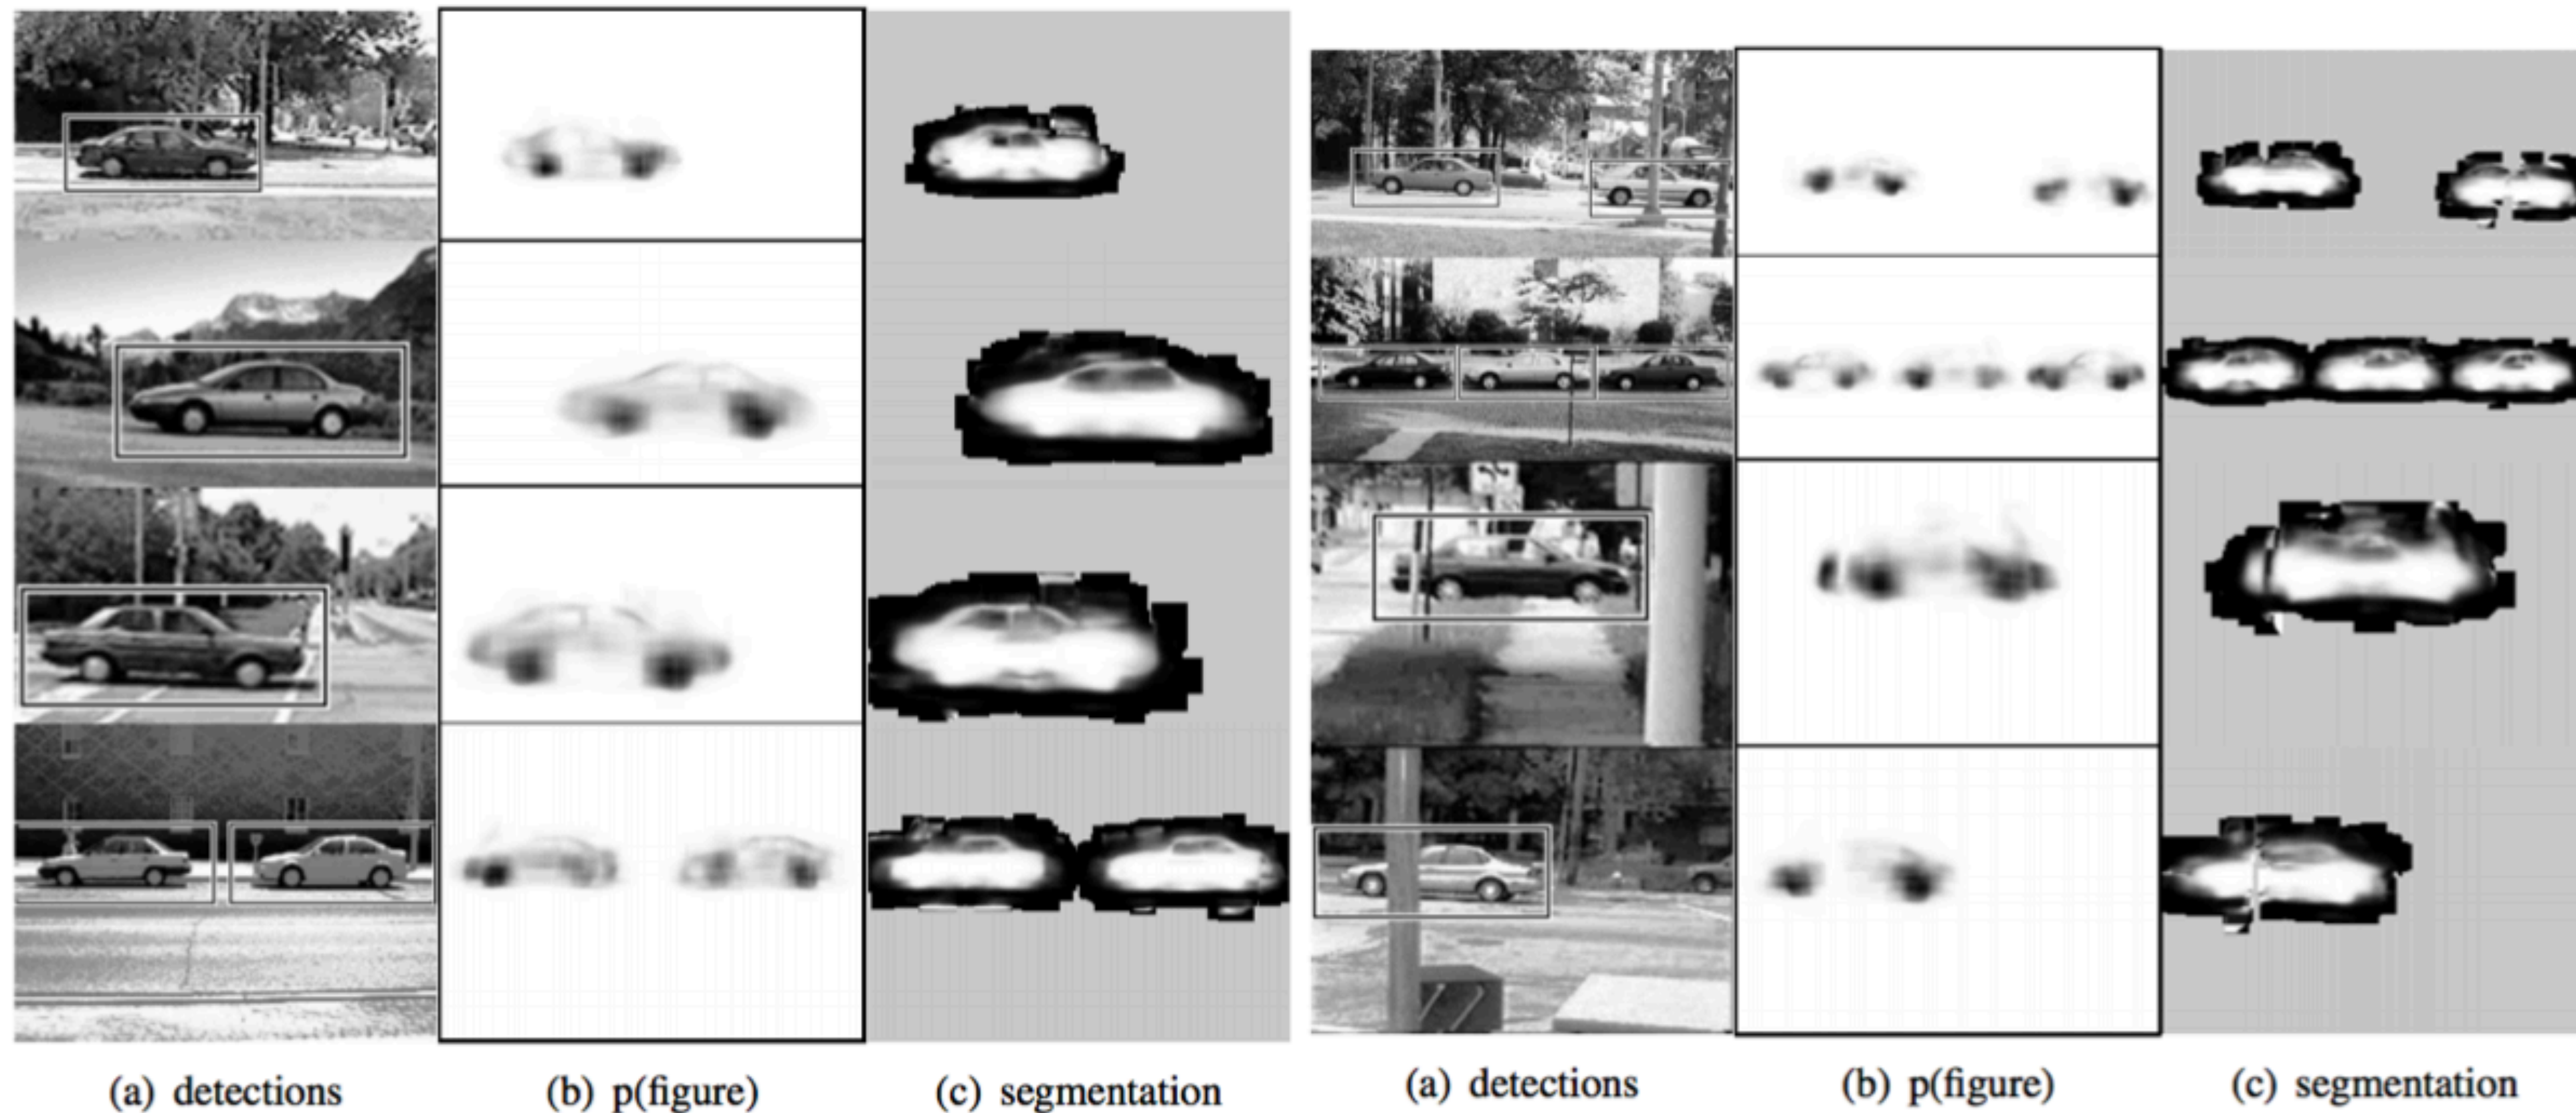 (a) detections
(b) p(figure)
(c) segmentation
(a) detections
(b) p(figure)
(c) segmentation